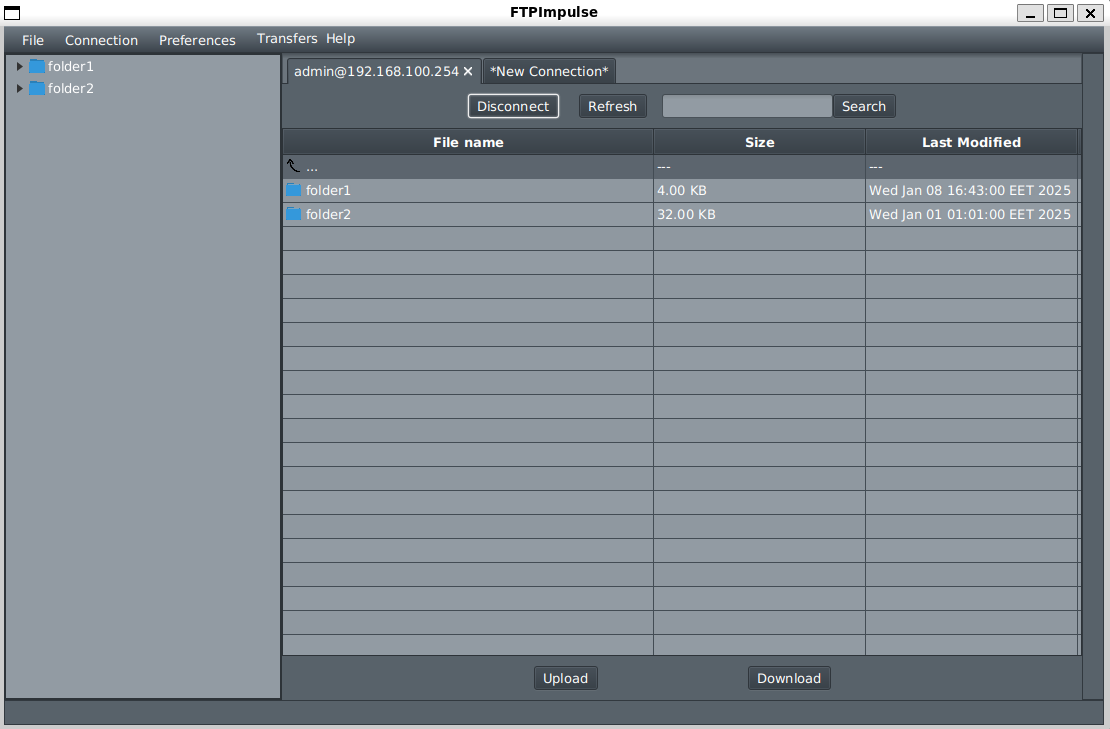 FTPImpulse
File Connection Preferences Transfers Help
folder1
folder2
admin@192.168.100.254 *New Connection*
Disconnect Refresh Search
File name Size Last Modified
... --- ---
folder1 4.00 KB Wed Jan 08 16:43:00 EET 2025
folder2 32.00 KB Wed Jan 01 01:01:00 EET 2025
Upload Download